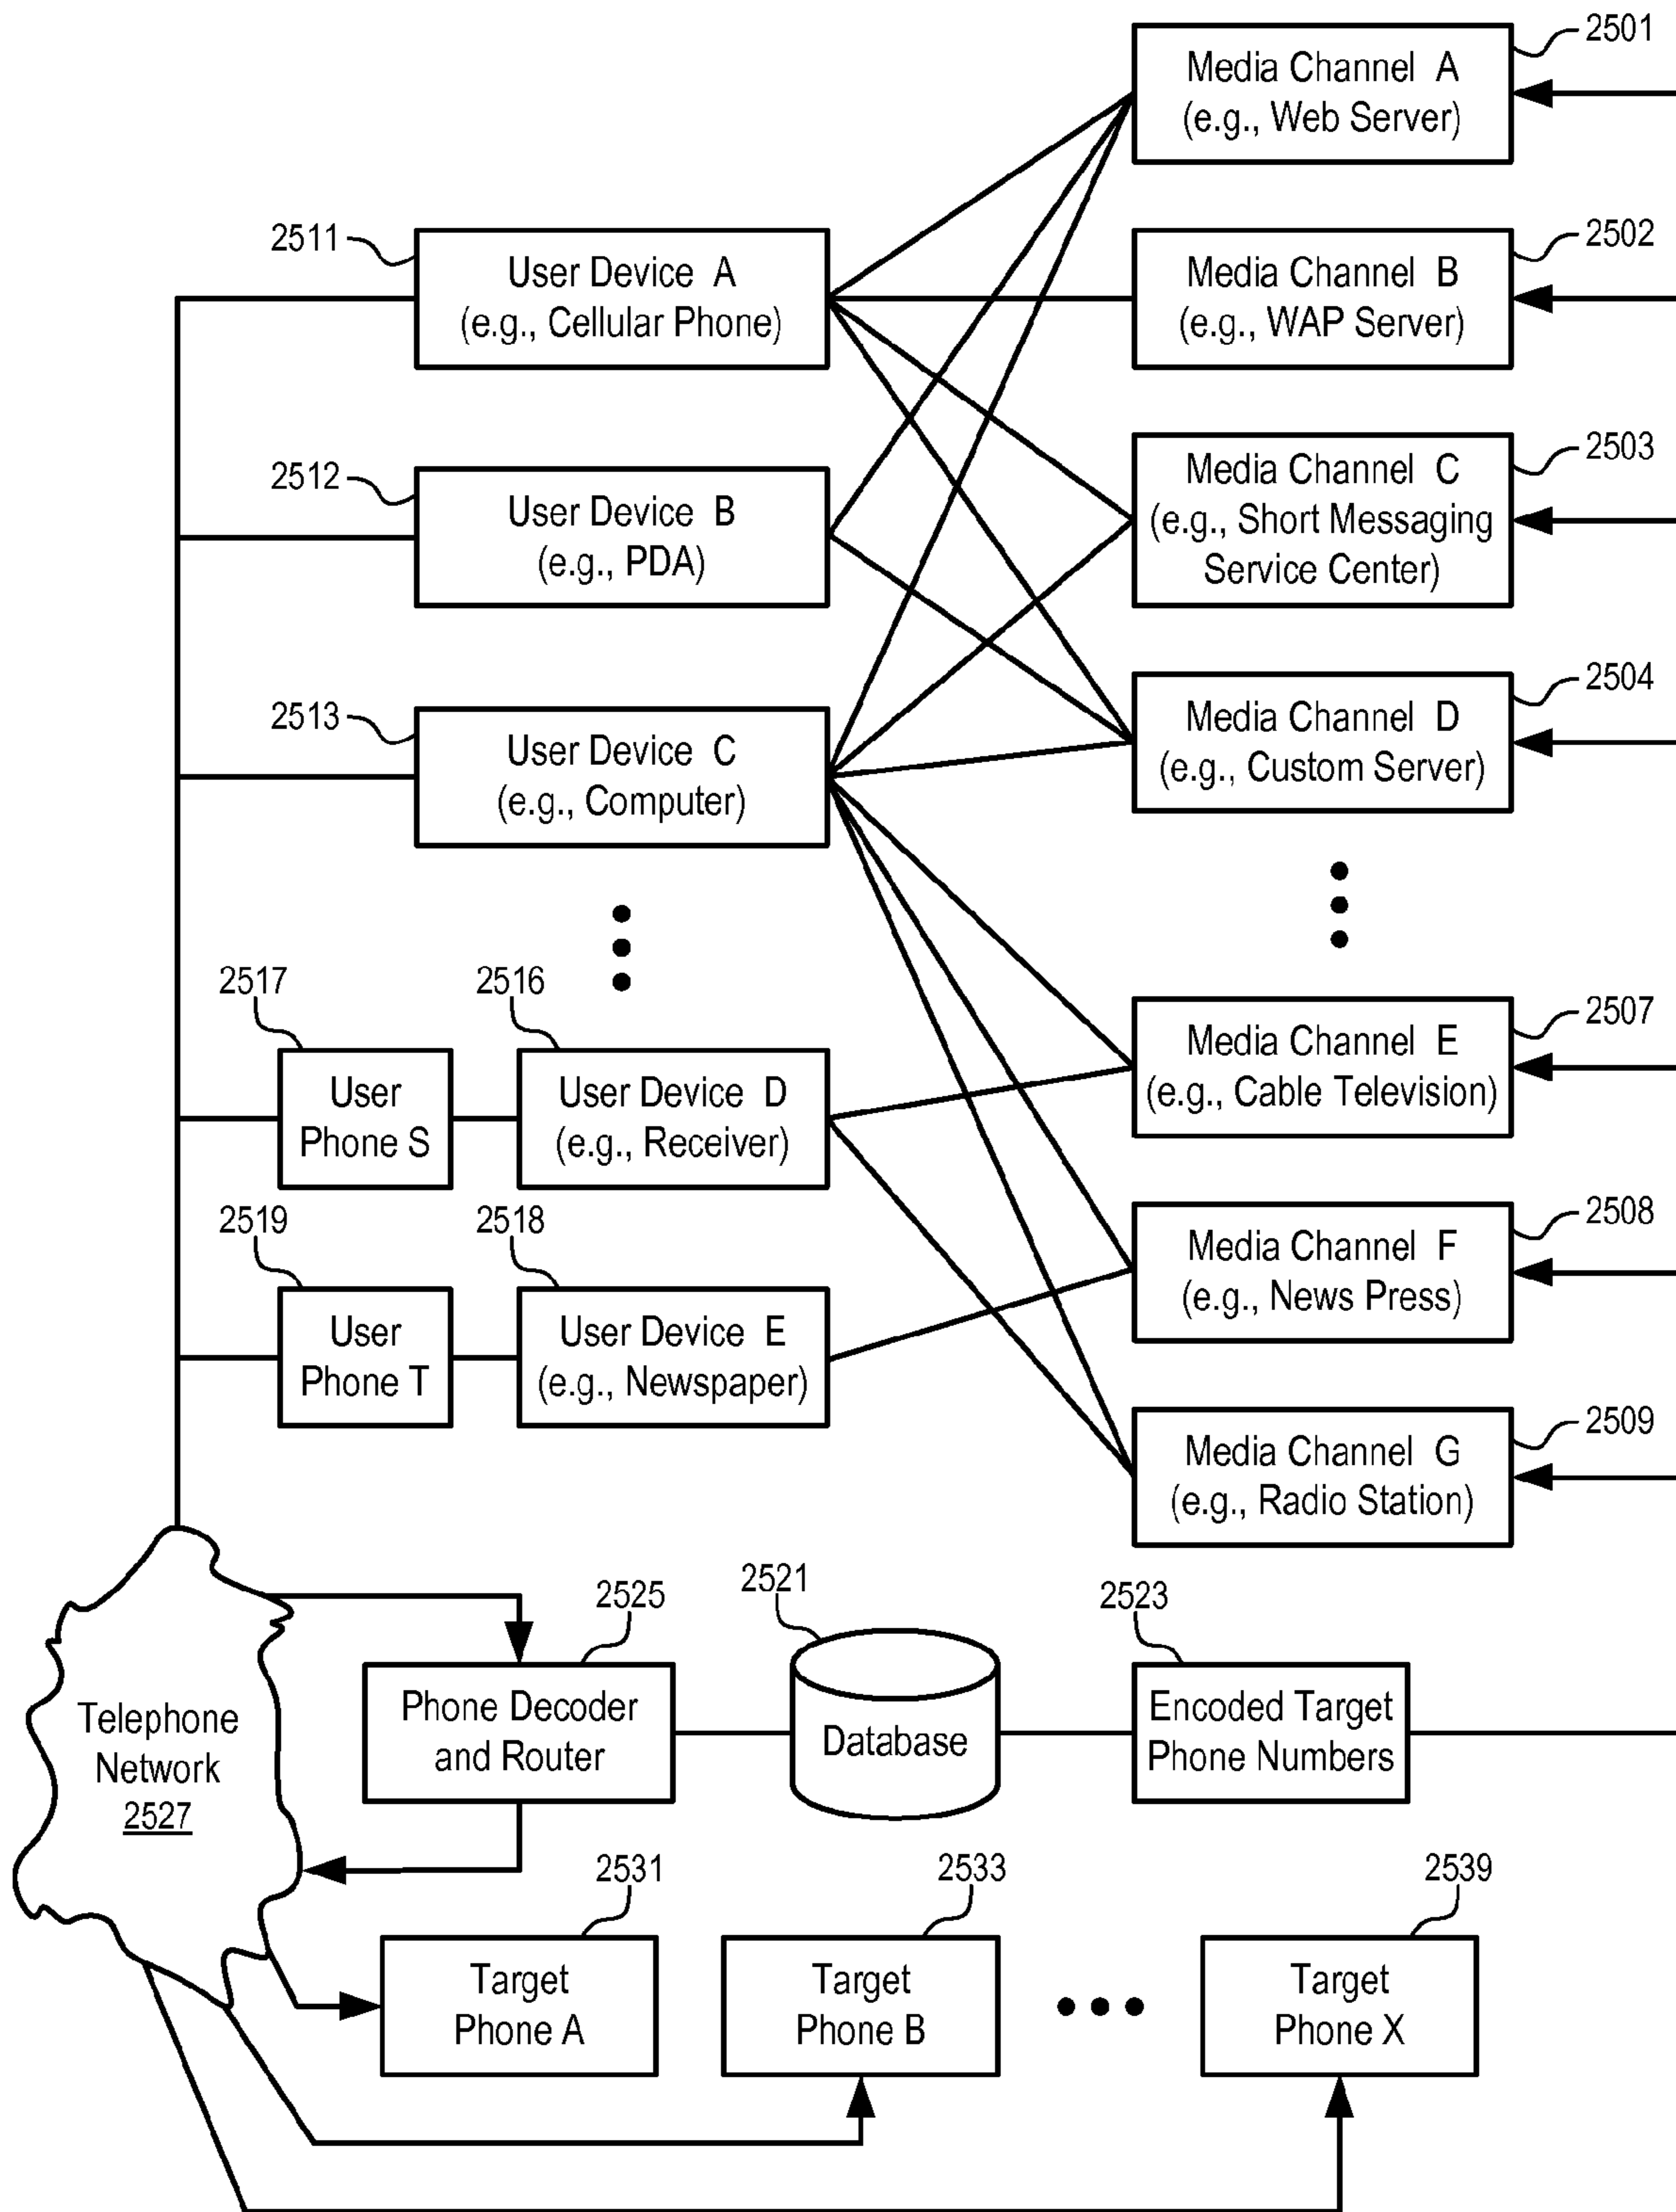 2501
Media Channel A
(e.g., Web Server)
2511
User Device A
(e.g., Cellular Phone)
2502
Media Channel B
(e.g., WAP Server)
2512
User Device B
(e.g., PDA)
2503
Media Channel C
(e.g., Short Messaging
Service Center)
2513
User Device C
(e.g., Computer)
2504
Media Channel D
(e.g., Custom Server)
2517
User
Phone S
2516
User Device D
(e.g., Receiver)
2507
Media Channel E
(e.g., Cable Television)
2519
User
Phone T
2518
User Device E
(e.g., Newspaper)
2508
Media Channel F
(e.g., News Press)
2509
Media Channel G
(e.g., Radio Station)
Telephone
Network
2527
2525
Phone Decoder
and Router
2521
Database
2523
Encoded Target
Phone Numbers
2531
Target
Phone A
2533
Target
Phone B
2539
Target
Phone X